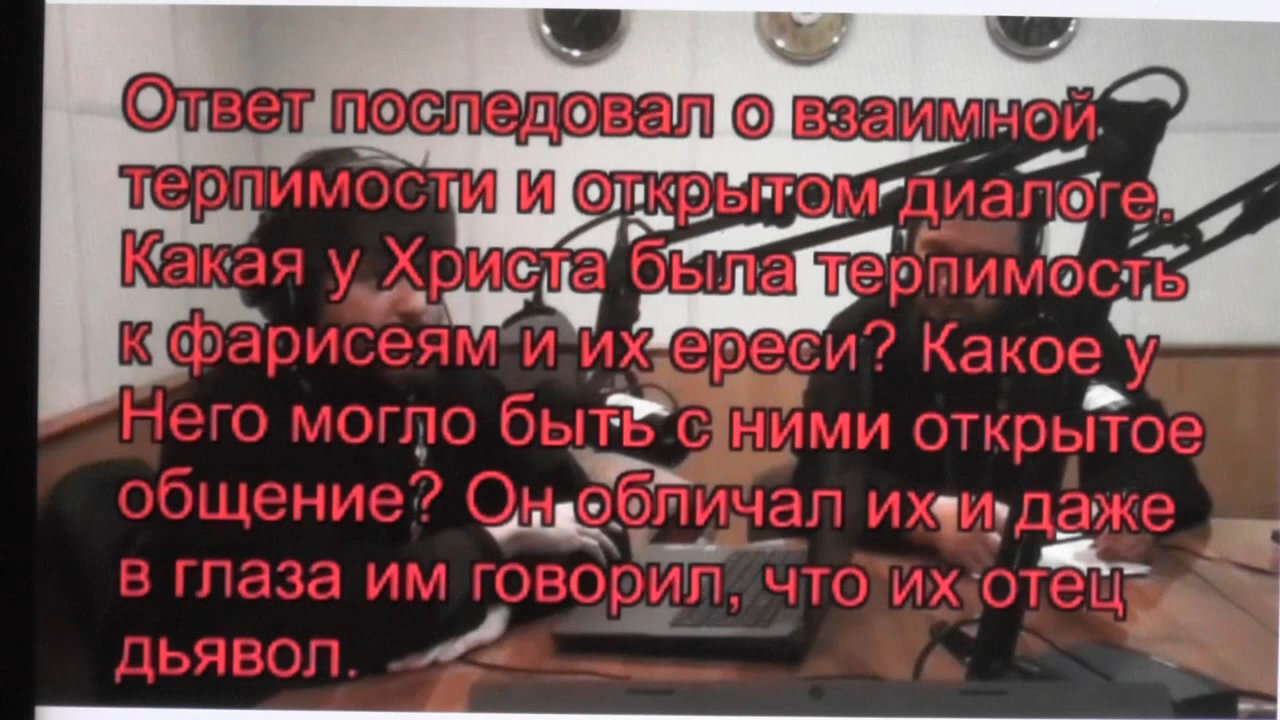 Ответ последовал о взаимной
терпимости и открытом диалоге.
Какая у Христа была терпимость
к фарисеям и их ереси? Какое у
Него могло быть с ними открытое
общение? Он обличал их и даже
в глаза им говорил, что их отец
дьявол.